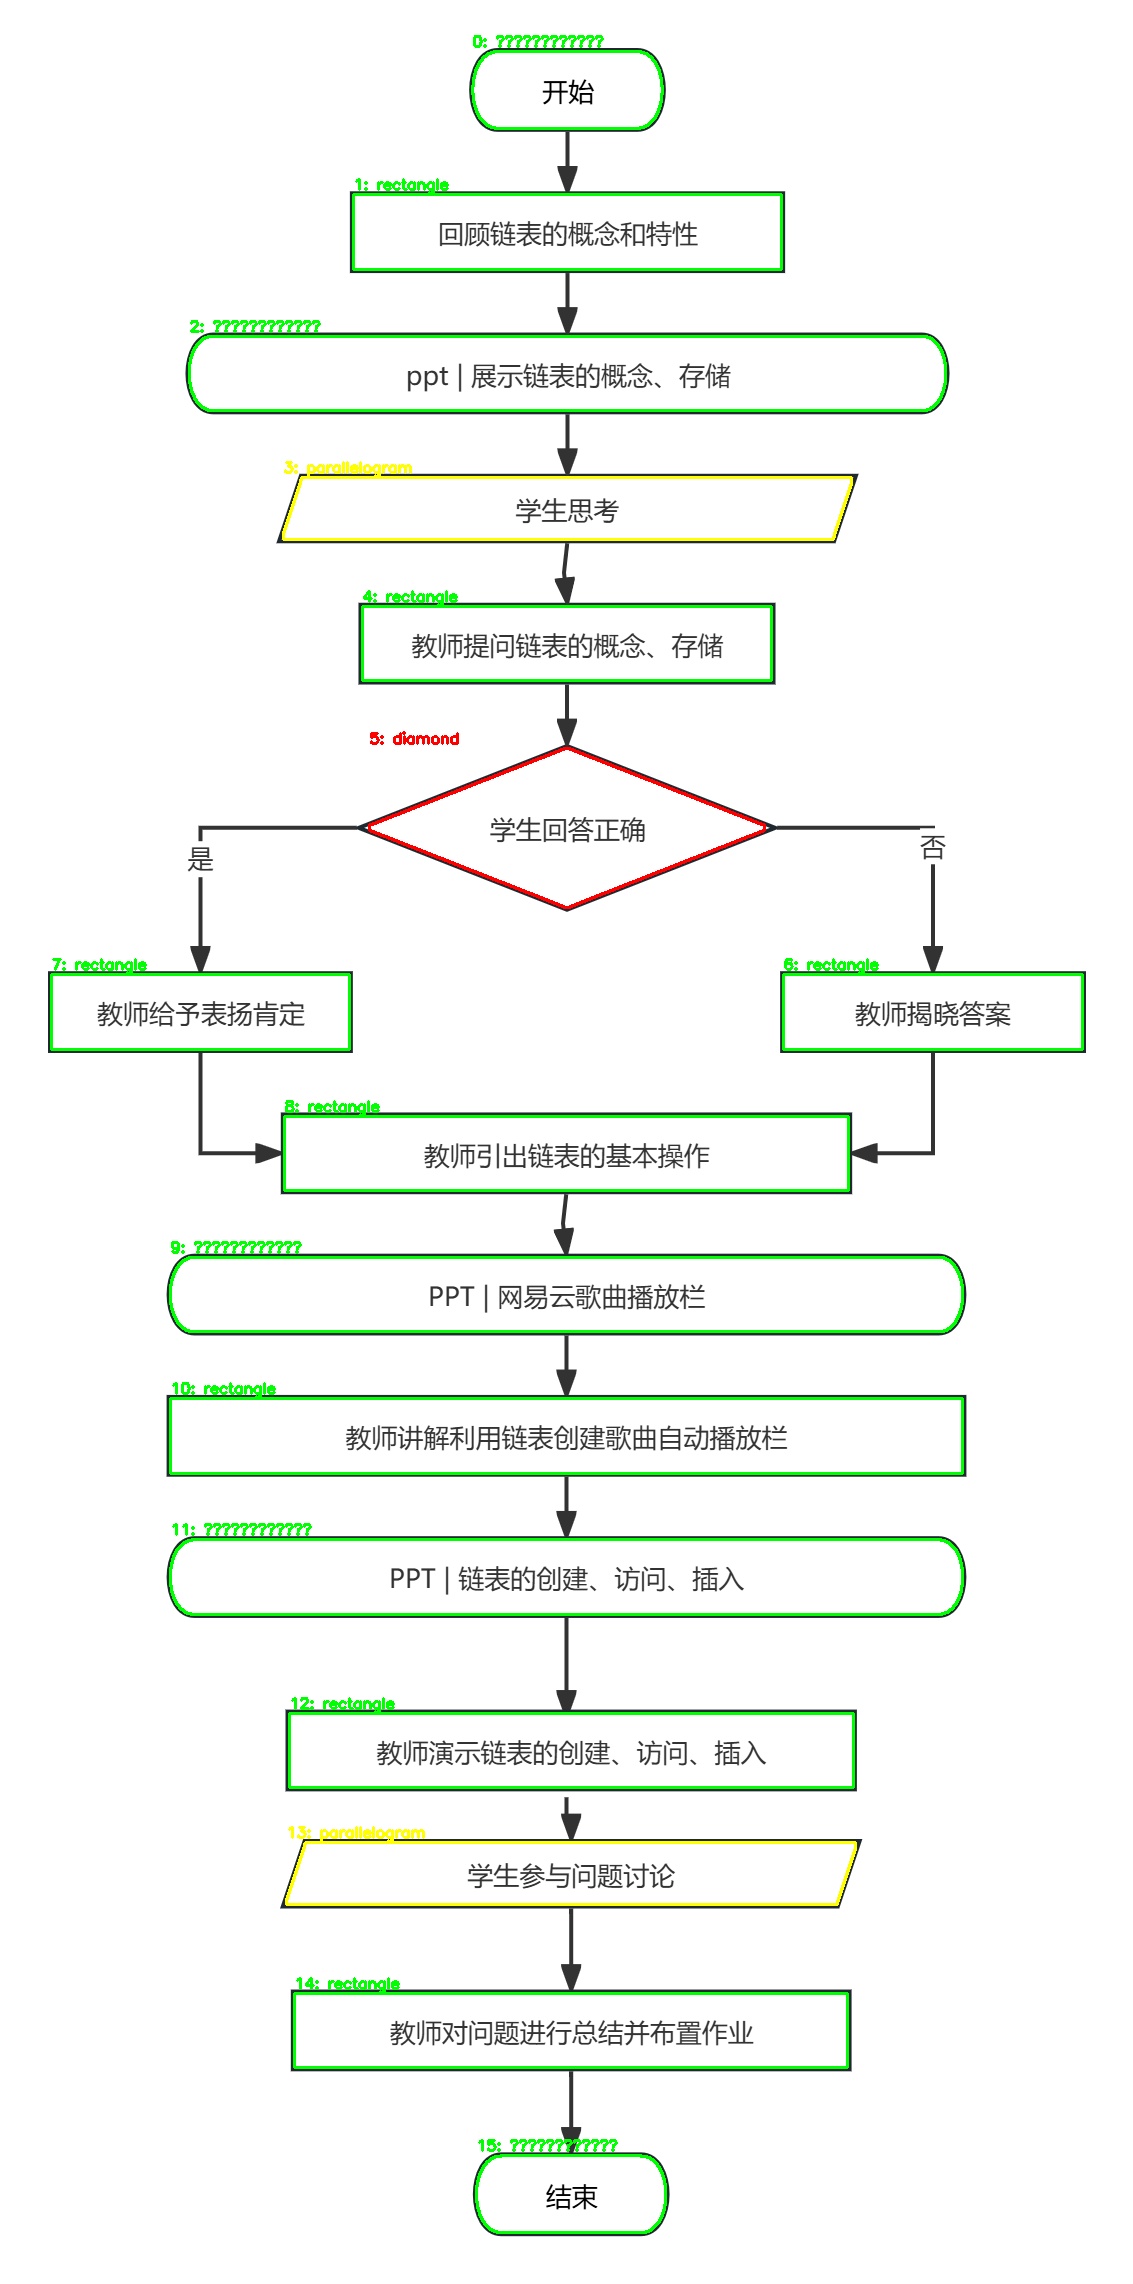 0: ????????????
开始
1: rectangle
回顾链表的概念和特性
2: ????????????
ppt | 展示链表的概念、存储
3: parallelogram
学生思考
4: rectangle
教师提问链表的概念、存储
5: diamond
学生回答正确
是
否
7: rectangle
教师给予表扬肯定
6: rectangle
教师揭晓答案
8: rectangle
教师引出链表的基本操作
9: ????????????
PPT | 网易云歌曲播放栏
10: rectangle
教师讲解利用链表创建歌曲自动播放栏
11: ????????????
PPT | 链表的创建、访问、插入
12: rectangle
教师演示链表的创建、访问、插入
13: parallelogram
学生参与问题讨论
14: rectangle
教师对问题进行总结并布置作业
15: ????????????
结束